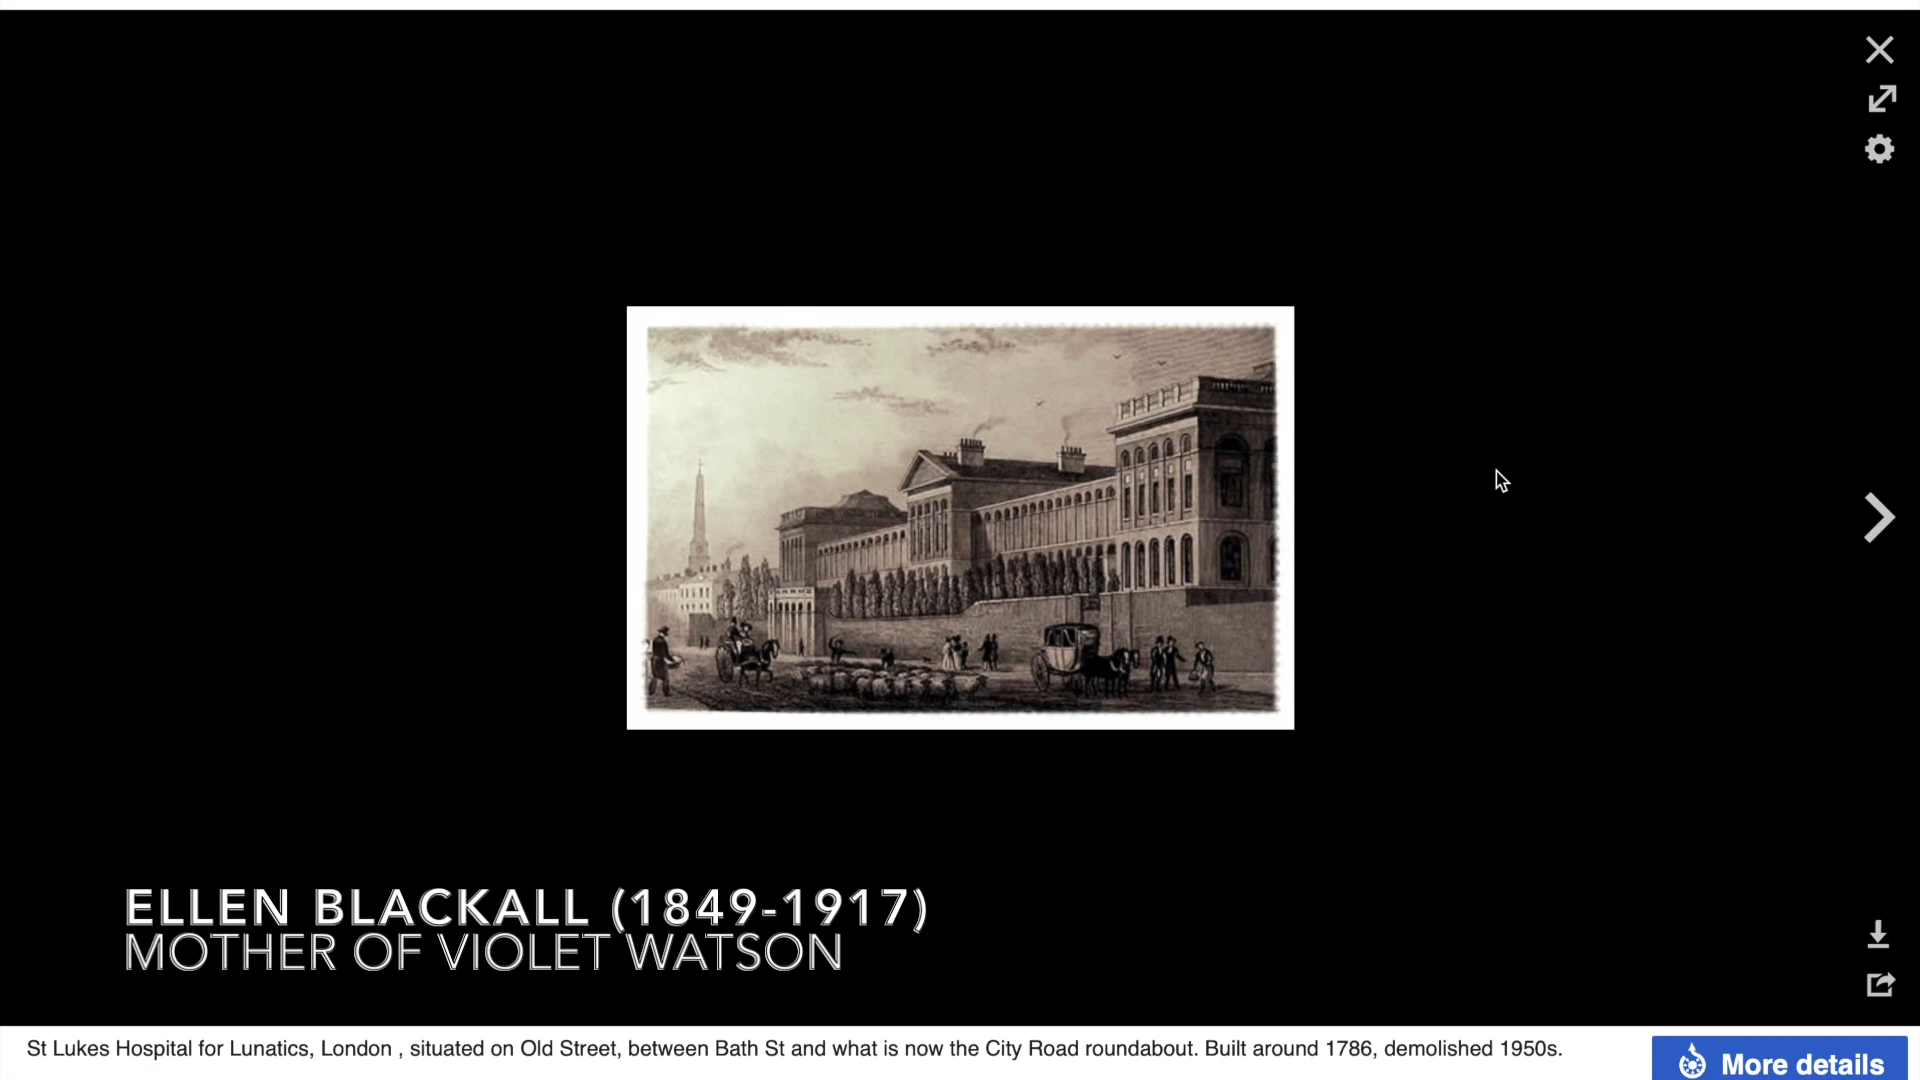 ELLEN BLACKALL (1849-1917)
MOTHER OF VIOLET WATSON
St Lukes Hospital for Lunatics, London , situated on Old Street, between Bath St and what is now the City Road roundabout. Built around 1786, demolished 1950s.
More details